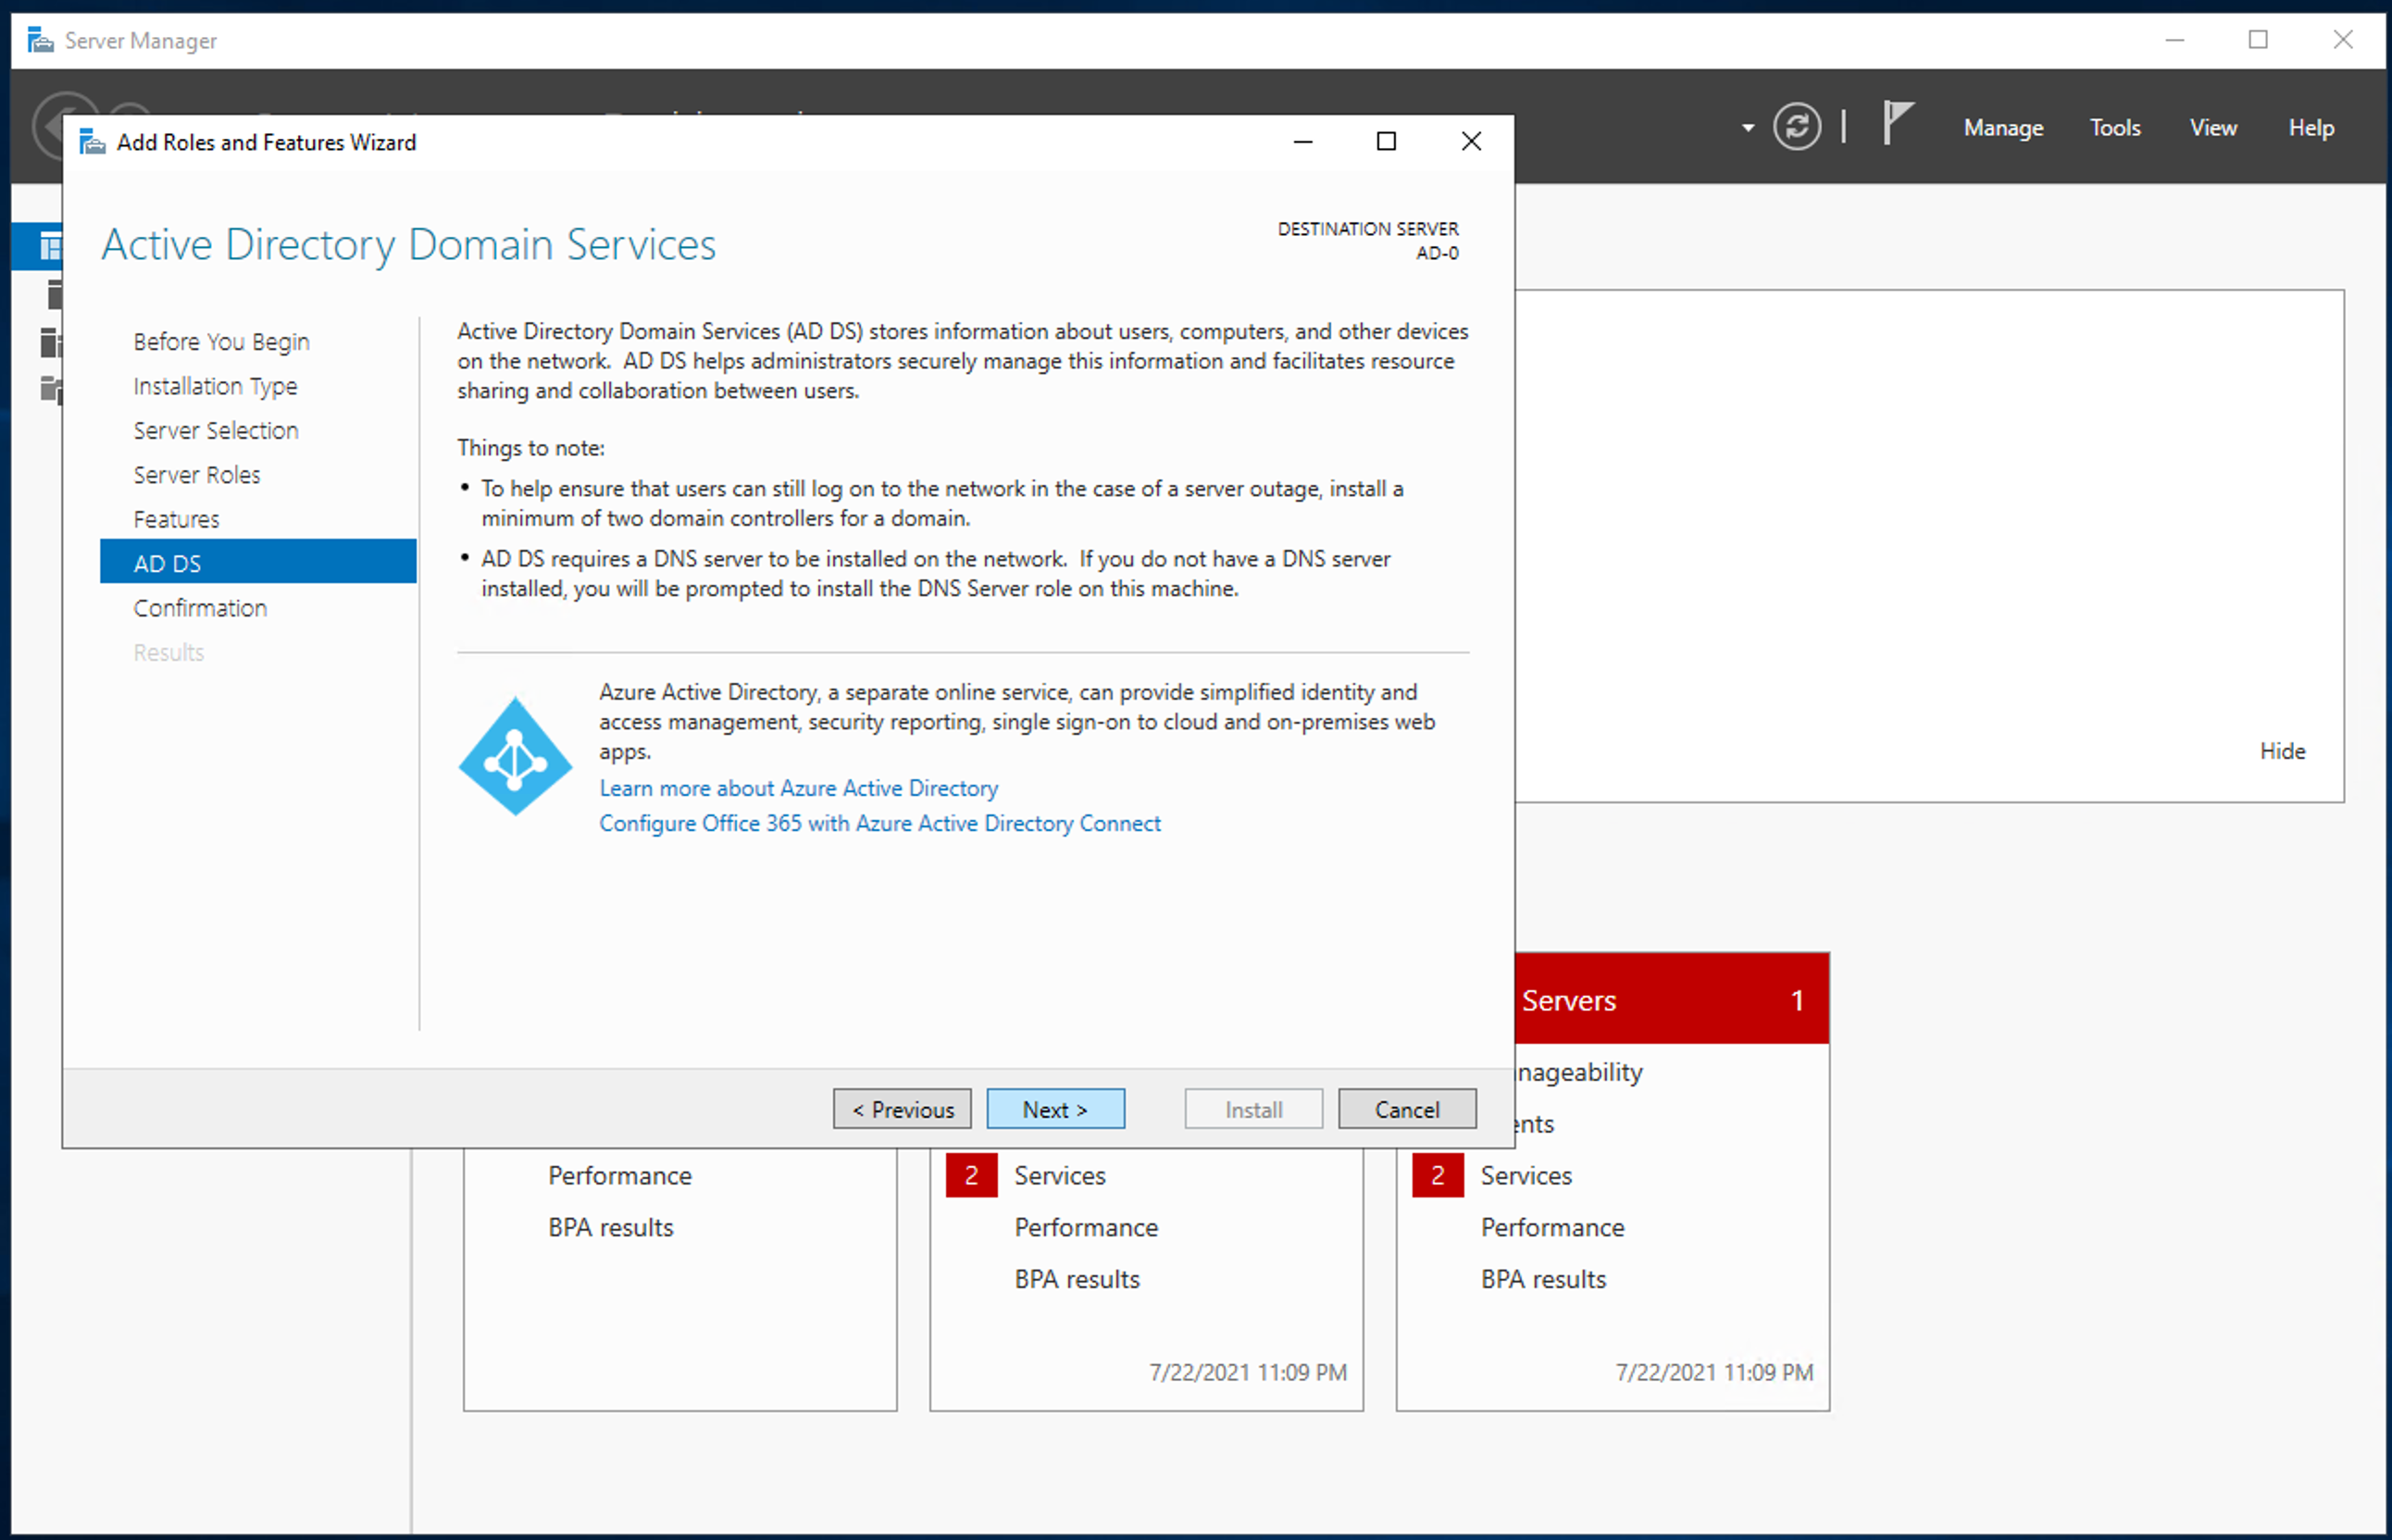 Server Manager
Manage
Tools
View
Help
Add Roles and Features Wizard
Active Directory Domain Services
DESTINATION SERVER
AD-0
Before You Begin
Installation Type
Server Selection
Server Roles
Features
AD DS
Confirmation
Results
Active Directory Domain Services (AD DS) stores information about users, computers, and other devices
on the network.  AD DS helps administrators securely manage this information and facilitates resource
sharing and collaboration between users.
Things to note:
• To help ensure that users can still log on to the network in the case of a server outage, install a
minimum of two domain controllers for a domain.
• AD DS requires a DNS server to be installed on the network.  If you do not have a DNS server
installed, you will be prompted to install the DNS Server role on this machine.
Azure Active Directory, a separate online service, can provide simplified identity and
access management, security reporting, single sign-on to cloud and on-premises web
apps.
Learn more about Azure Active Directory
Configure Office 365 with Azure Active Directory Connect
< Previous
Next >
Install
Cancel
Hide
Servers 1
nageability
ents
Performance
BPA results
2 Services
Performance
BPA results
7/22/2021 11:09 PM
2 Services
Performance
BPA results
7/22/2021 11:09 PM